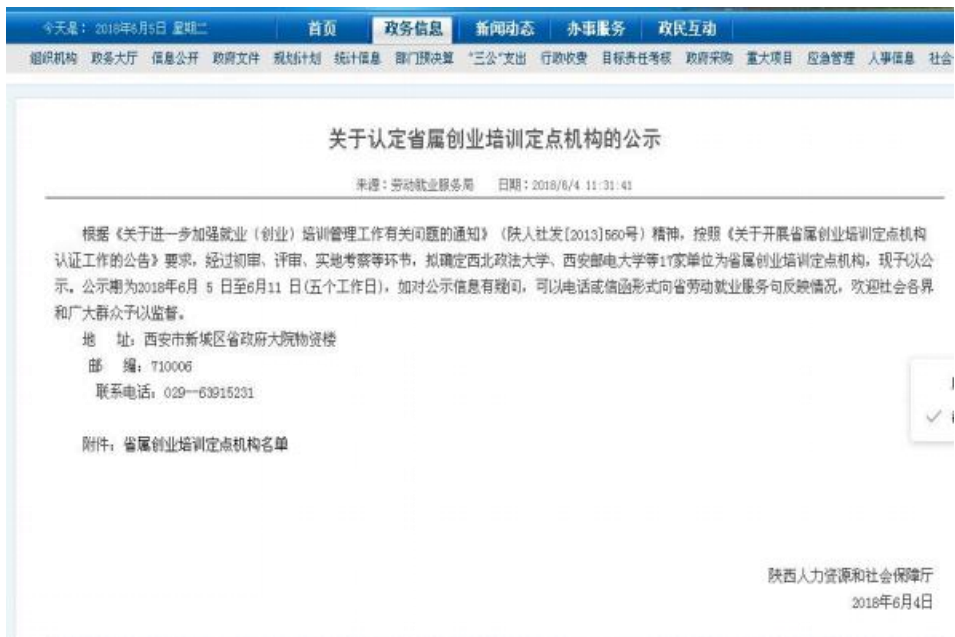 今天是： 2018年6月5日 星期二 首页 政务信息 新闻动态 办事服务 政民互动
组织机构 政务大厅 信息公开 政府文件 规划计划 统计信息 部门预决算 “三公”支出 行政收费 目标责任考核 政府采购 重大项目 应急管理 人事信息 社会
关于认定省属创业培训定点机构的公示
来源：劳动就业服务局 日期：2018/6/4 11:31:41
根据《关于进一步加强就业（创业）培训管理工作有关问题的通知》（陕人社发[2013]560号）精神，按照《关于开展省属创业培训定点机构
认证工作的公告》要求，经过初审、评审、实地考察等环节，拟确定西北政法大学、西安邮电大学等17家单位为省属创业培训定点机构，现予以公
示。公示期为2018年6月 5 日至6月11 日(五个工作日)，如对公示信息有疑问，可以电话或信函形式向省劳动就业服务句反映情况，欢迎社会各界
和广大群众予以监督。
地 址：西安市新城区省政府大院物资楼
邮 编：710006
联系电话：029--63915231
附件：省属创业培训定点机构名单
陕西人力资源和社会保障厅
2018年6月4日